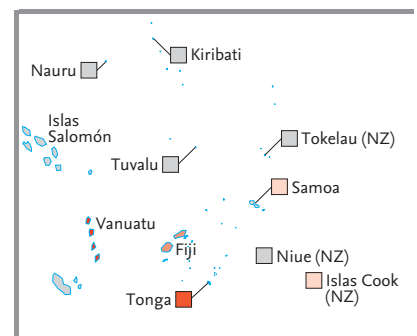 Kiribati
Nauru
Islas
Salomón
Tokelau (NZ)
Tuvalu
Samoa
Vanuatu
Fiji
Niue (NZ)
Islas Cook
(NZ)
Tonga